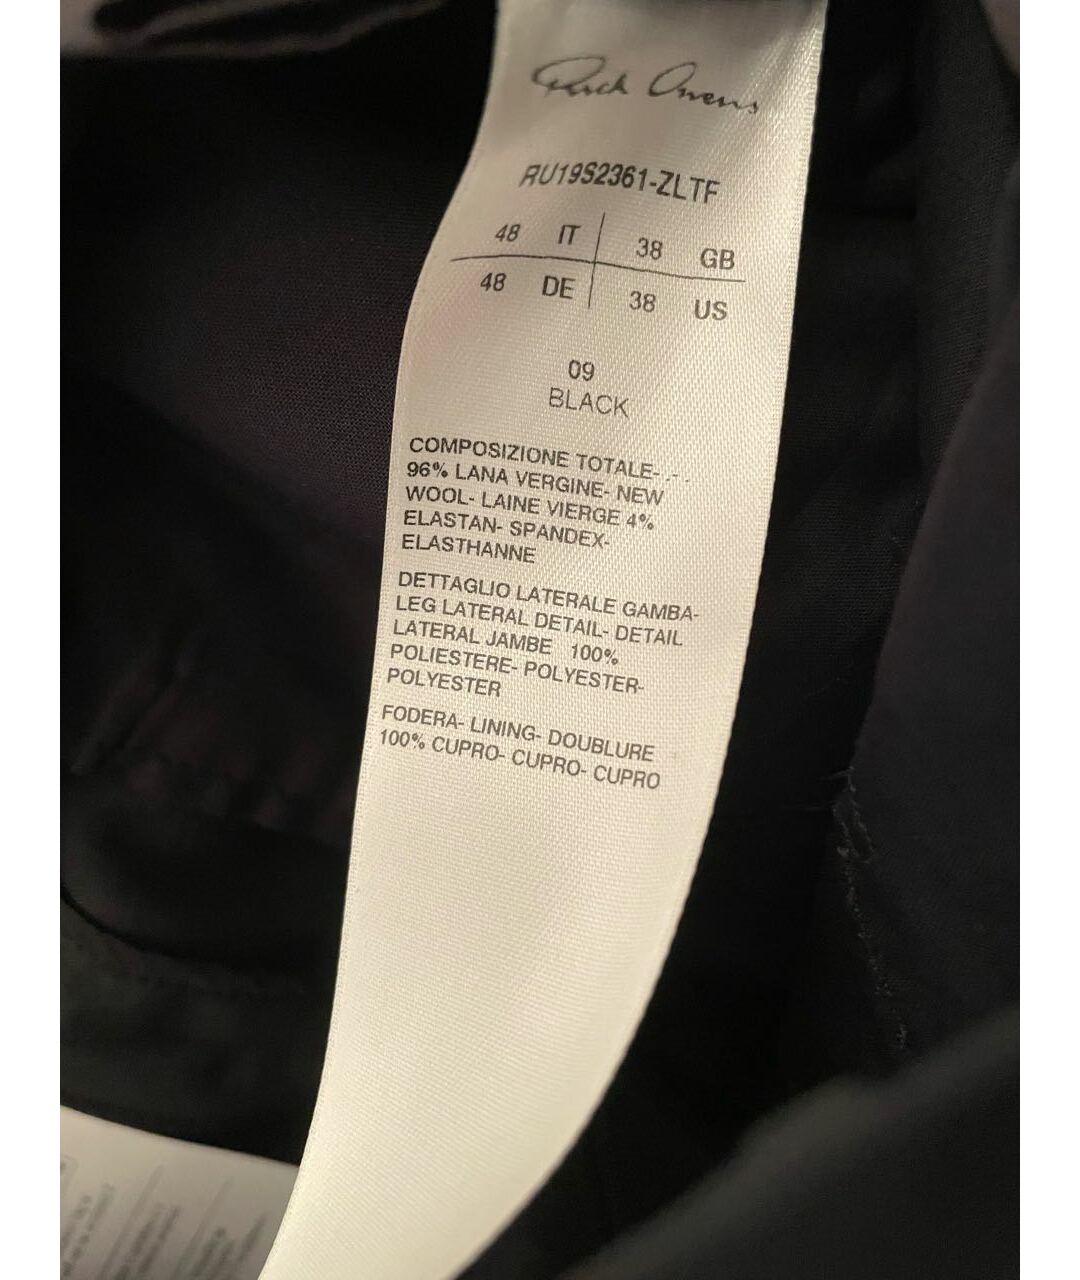 Rick Owens
RU19S2361-ZLTF
48 IT 38 GB
48 DE 38 US
09
BLACK
COMPOSIZIONE TOTALE- .- .
96% LANA VERGINE- NEW
WOOL- LAINE VIERGE 4%
ELASTAN- SPANDEX-
ELASTHANNE
DETTAGLIO LATERALE GAMBA-
LEG LATERAL DETAIL- DETAIL
LATERAL JAMBE 100%
POLIESTERE- POLYESTER-
POLYESTER
FODERA- LINING- DOUBLURE
100% CUPRO- CUPRO- CUPRO